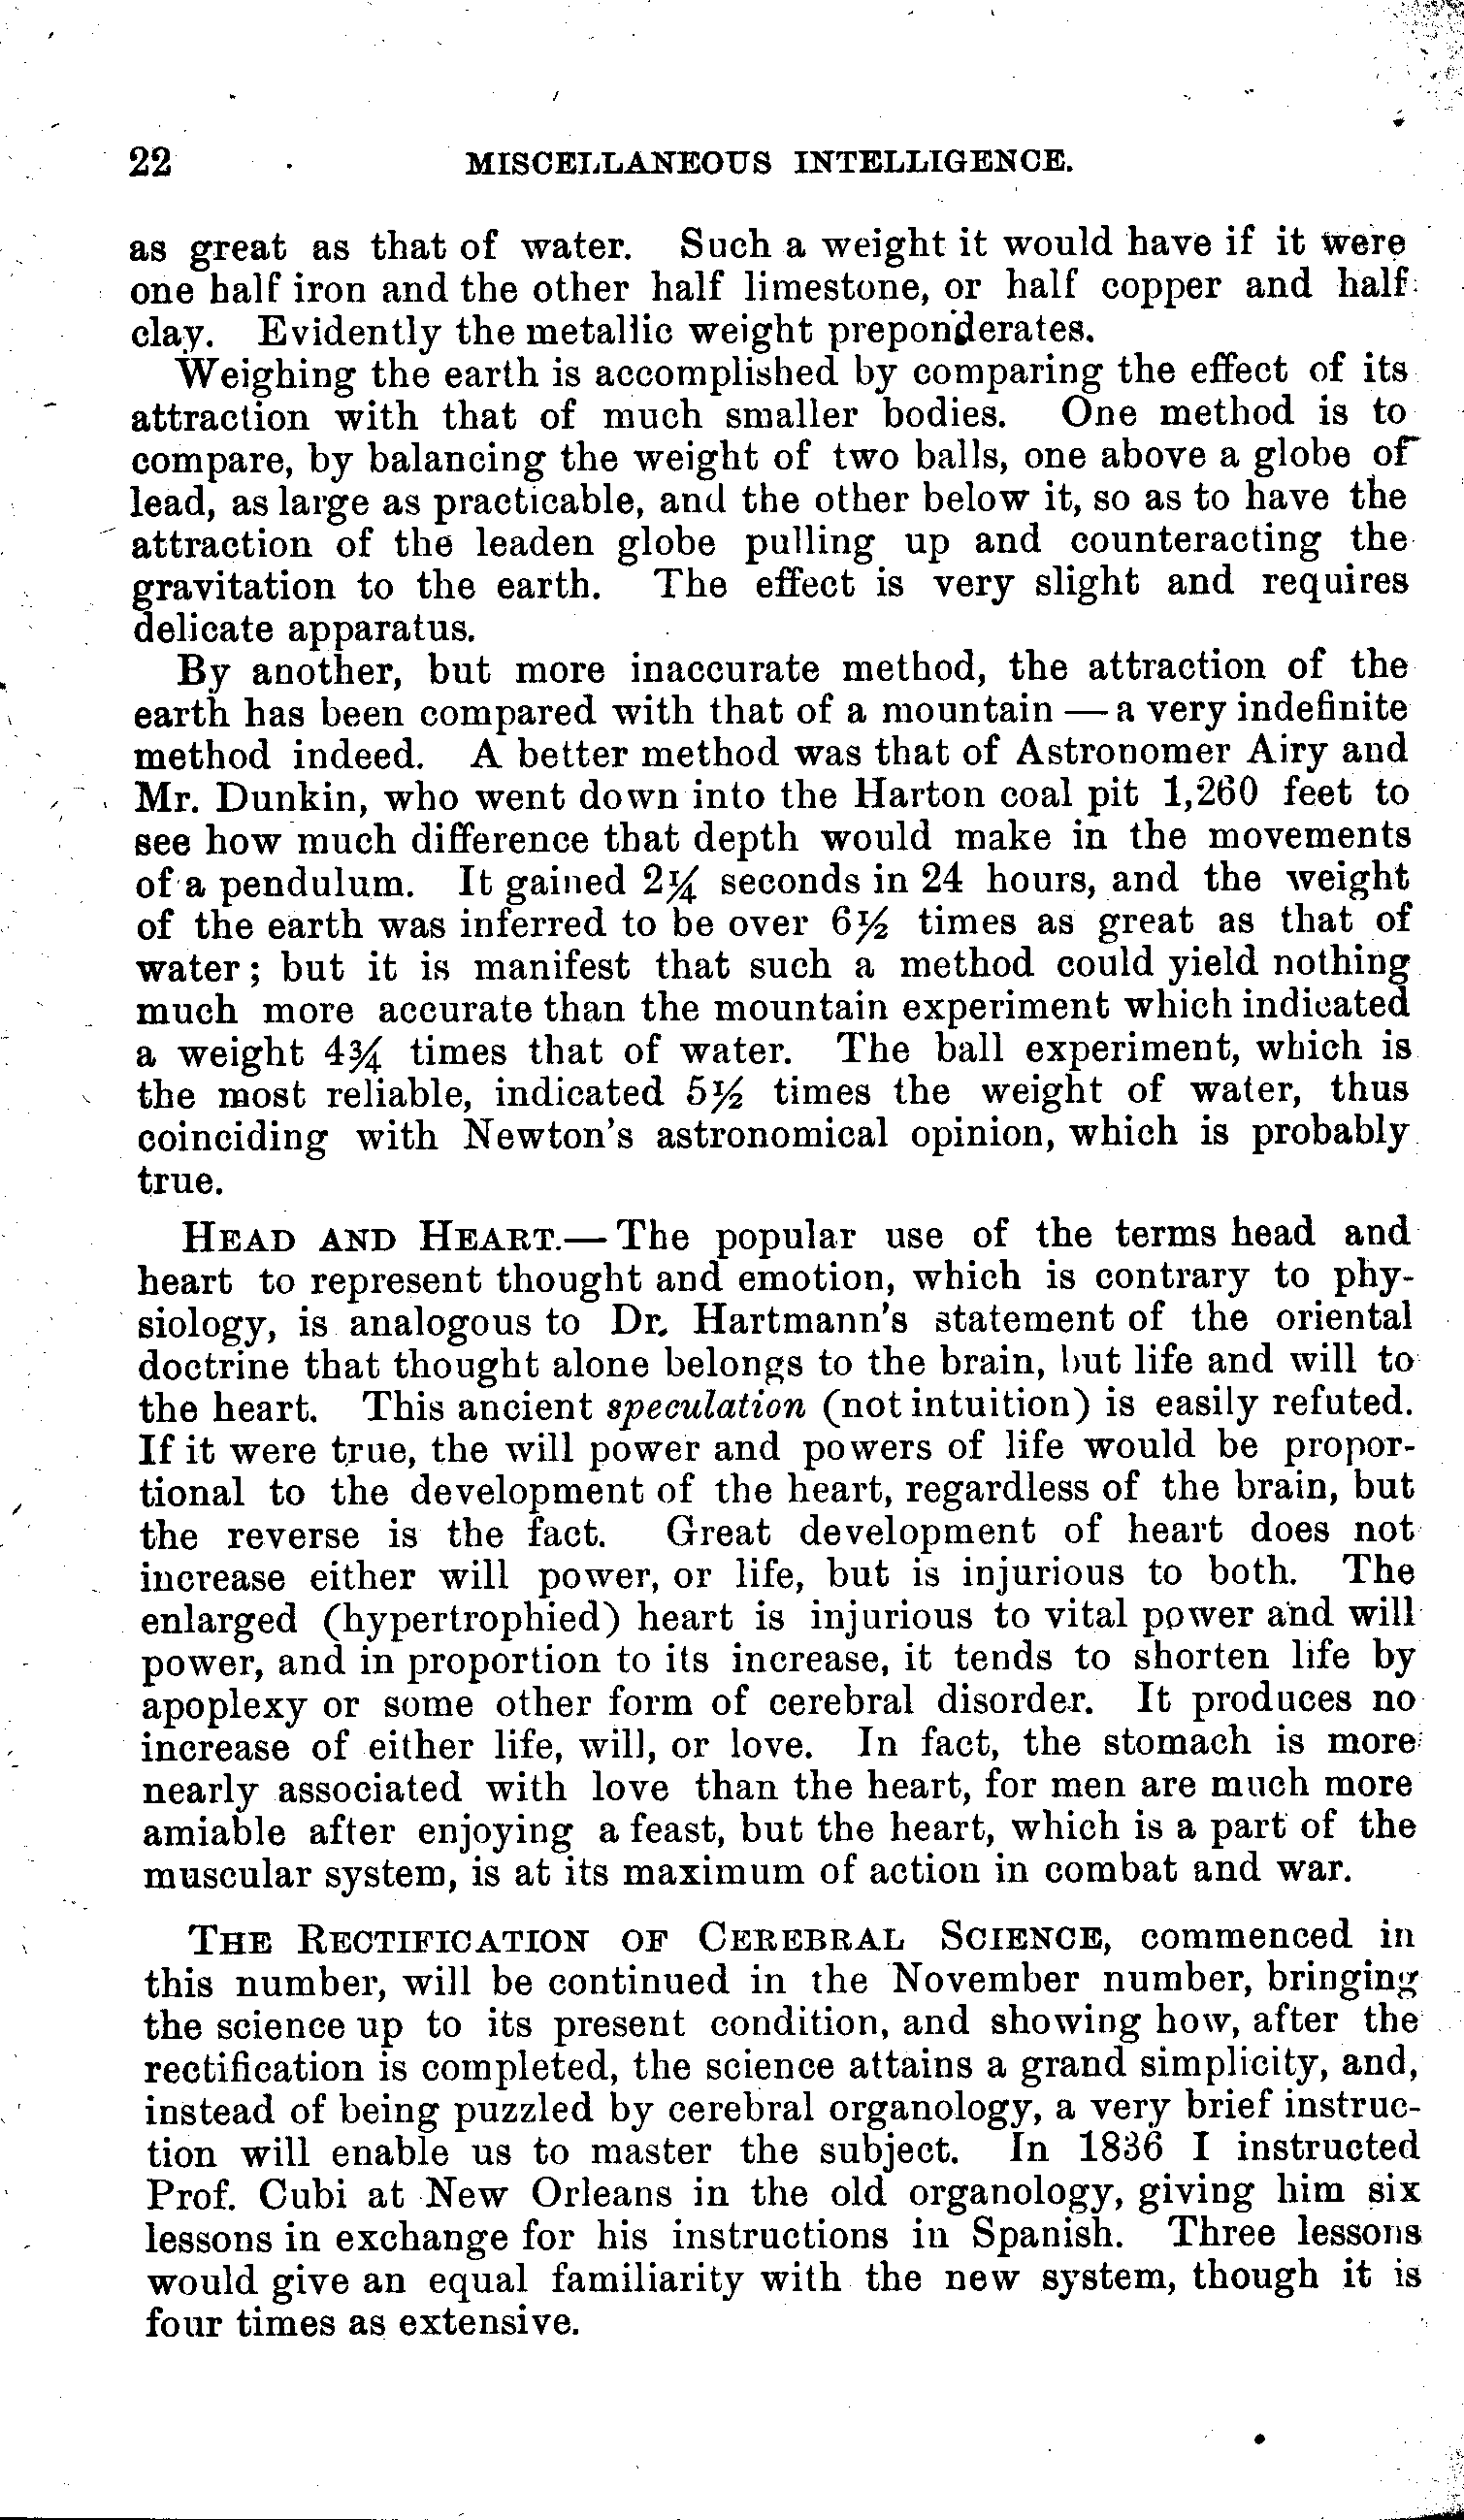 22 MISCELLANEOUS INTELLIGENCE.
as great as that of water. Such a weight it would have if it were
one half iron and the other half limestone, or half copper and half
clay. Evidently the metallic weight preponderates.
Weighing the earth is accomplished by comparing the effect of its
attraction with that of much smaller bodies. One method is to
compare, by balancing the weight of two balls, one above a globe of
lead, as large as practicable, and the other below it, so as to have the
attraction of the leaden globe pulling up and counteracting the
gravitation to the earth. The effect is very slight and requires
delicate apparatus.
By another, but more inaccurate method, the attraction of the
earth has been compared with that of a mountain — a very indefinite
method indeed. A better method was that of Astronomer Airy and
Mr. Dunkin, who went down into the Harton coal pit 1,260 feet to
see how much difference that depth would make in the movements
of a pendulum. It gained 2¼ seconds in 24 hours, and the weight
of the earth was inferred to be over 6½ times as great as that of
water; but it is manifest that such a method could yield nothing
much more accurate than the mountain experiment which indicated
a weight 4¾ times that of water. The ball experiment, which is
the most reliable, indicated 5½ times the weight of water, thus
coinciding with Newton's astronomical opinion, which is probably
true.
HEAD AND HEART.— The popular use of the terms head and
heart to represent thought and emotion, which is contrary to phy-
siology, is analogous to Dr. Hartmann's statement of the oriental
doctrine that thought alone belongs to the brain, but life and will to
the heart. This ancient speculation (not intuition) is easily refuted.
If it were true, the will power and powers of life would be propor-
tional to the development of the heart, regardless of the brain, but
the reverse is the fact. Great development of heart does not
increase either will power, or life, but is injurious to both. The
enlarged (hypertrophied) heart is injurious to vital power and will
power, and in proportion to its increase, it tends to shorten life by
apoplexy or some other form of cerebral disorder. It produces no
increase of either life, will, or love. In fact, the stomach is more
nearly associated with love than the heart, for men are much more
amiable after enjoying a feast, but the heart, which is a part of the
muscular system, is at its maximum of action in combat and war.
THE RECTIFICATION OF CEREBRAL SCIENCE, commenced in
this number, will be continued in the November number, bringing
the science up to its present condition, and showing how, after the
rectification is completed, the science attains a grand simplicity, and,
instead of being puzzled by cerebral organology, a very brief instruc-
tion will enable us to master the subject. In 1836 I instructed
Prof. Cubi at New Orleans in the old organology, giving him six
lessons in exchange for his instructions in Spanish. Three lessons
would give an equal familiarity with the new system, though it is
four times as extensive.